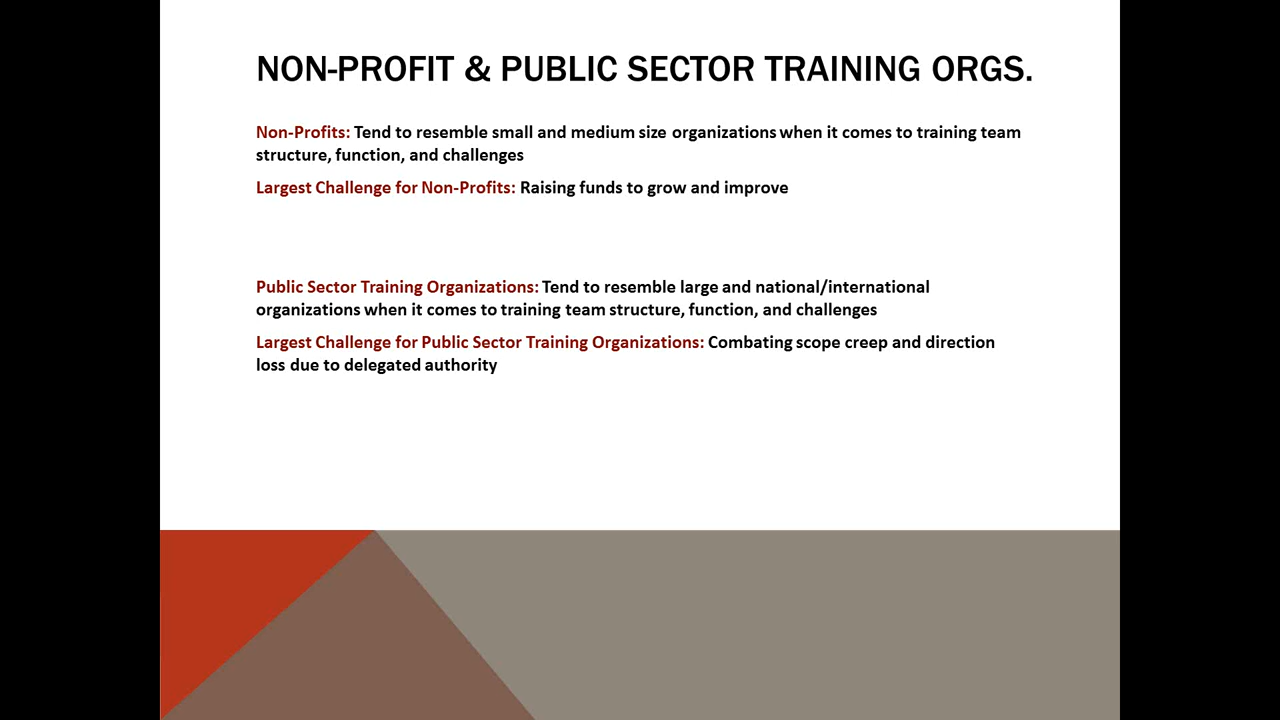 NON-PROFIT & PUBLIC SECTOR TRAINING ORGS.
Non-Profits: Tend to resemble small and medium size organizations when it comes to training team
structure, function, and challenges
Largest Challenge for Non-Profits: Raising funds to grow and improve
Public Sector Training Organizations: Tend to resemble large and national/international
organizations when it comes to training team structure, function, and challenges
Largest Challenge for Public Sector Training Organizations: Combating scope creep and direction
loss due to delegated authority